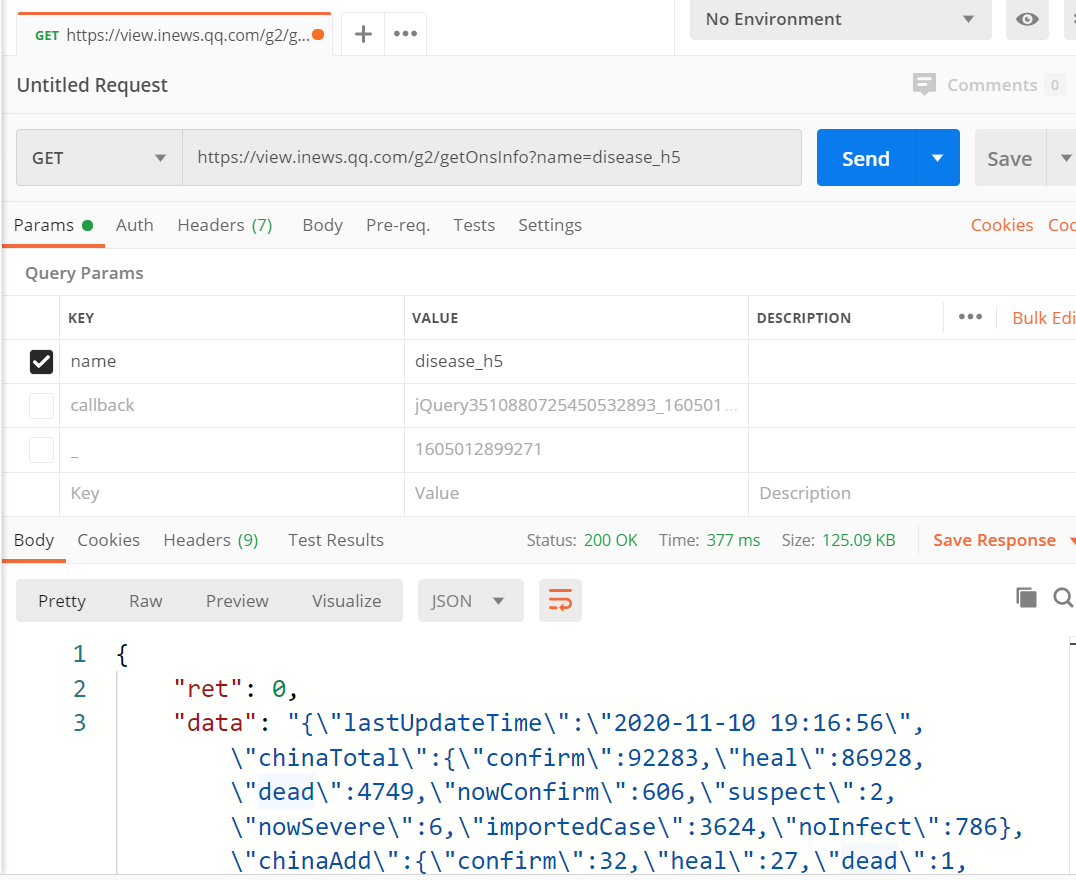 GET https://view.inews.qq.com/g2/g... + ••• No Environment
Untitled Request Comments 0
GET https://view.inews.qq.com/g2/getOnsInfo?name=disease_h5 Send Save
Params Auth Headers (7) Body Pre-req. Tests Settings Cookies Coc
Query Params
KEY VALUE DESCRIPTION ••• Bulk Edi
name disease_h5
callback jQuery3510880725450532893_160501...
_ 1605012899271
Key Value Description
Body Cookies Headers (9) Test Results Status: 200 OK Time: 377 ms Size: 125.09 KB Save Response
Pretty Raw Preview Visualize JSON
1 {
2 "ret": 0,
3 "data": "{\"lastUpdateTime\":\"2020-11-10 19:16:56\",
\"chinaTotal\":{\"confirm\":92283,\"heal\":86928,
\"dead\":4749,\"nowConfirm\":606,\"suspect\":2,
\"nowSevere\":6,\"importedCase\":3624,\"noInfect\":786},
\"chinaAdd\":{\"confirm\":32,\"heal\":27,\"dead\":1,